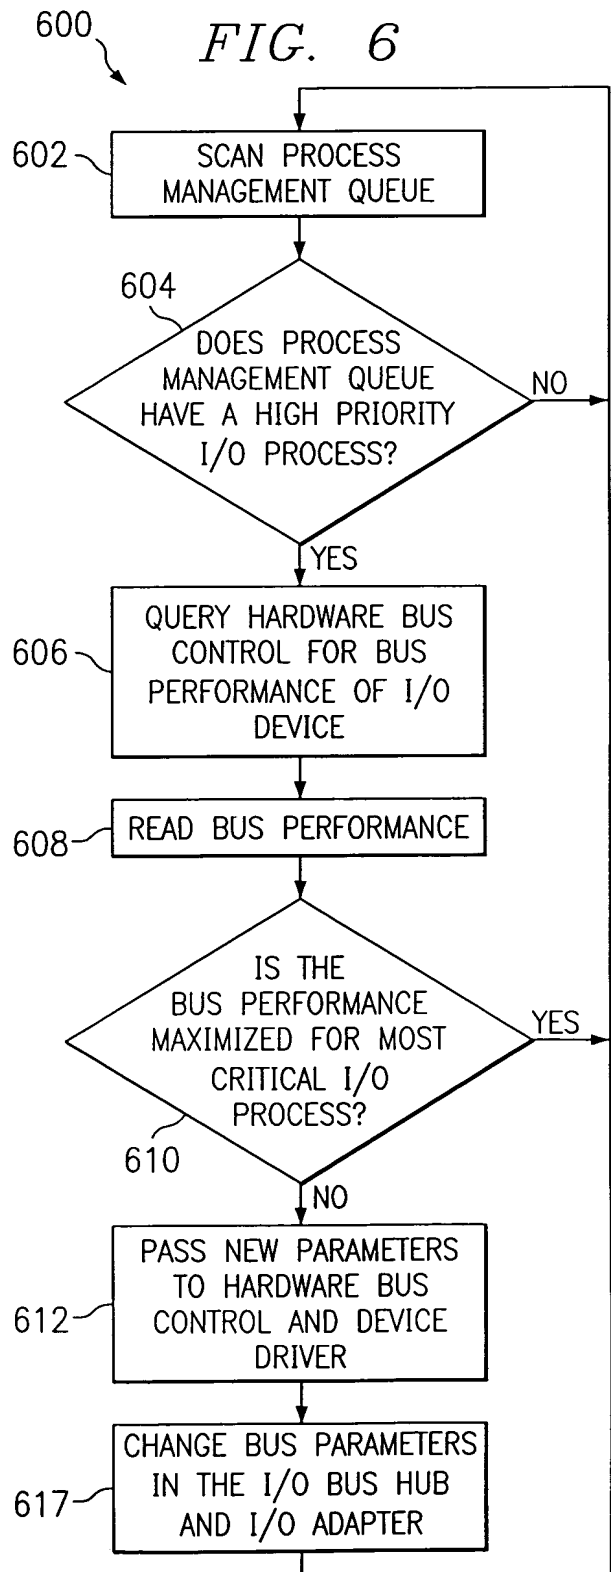 600
FIG. 6
602
SCAN PROCESS
MANAGEMENT QUEUE
604
DOES PROCESS
MANAGEMENT QUEUE
HAVE A HIGH PRIORITY
I/O PROCESS?
NO
YES
606
QUERY HARDWARE BUS
CONTROL FOR BUS
PERFORMANCE OF I/O
DEVICE
608
READ BUS PERFORMANCE
IS THE
BUS PERFORMANCE
MAXIMIZED FOR MOST
CRITICAL I/O
PROCESS?
YES
610
NO
612
PASS NEW PARAMETERS
TO HARDWARE BUS
CONTROL AND DEVICE
DRIVER
617
CHANGE BUS PARAMETERS
IN THE I/O BUS HUB
AND I/O ADAPTER